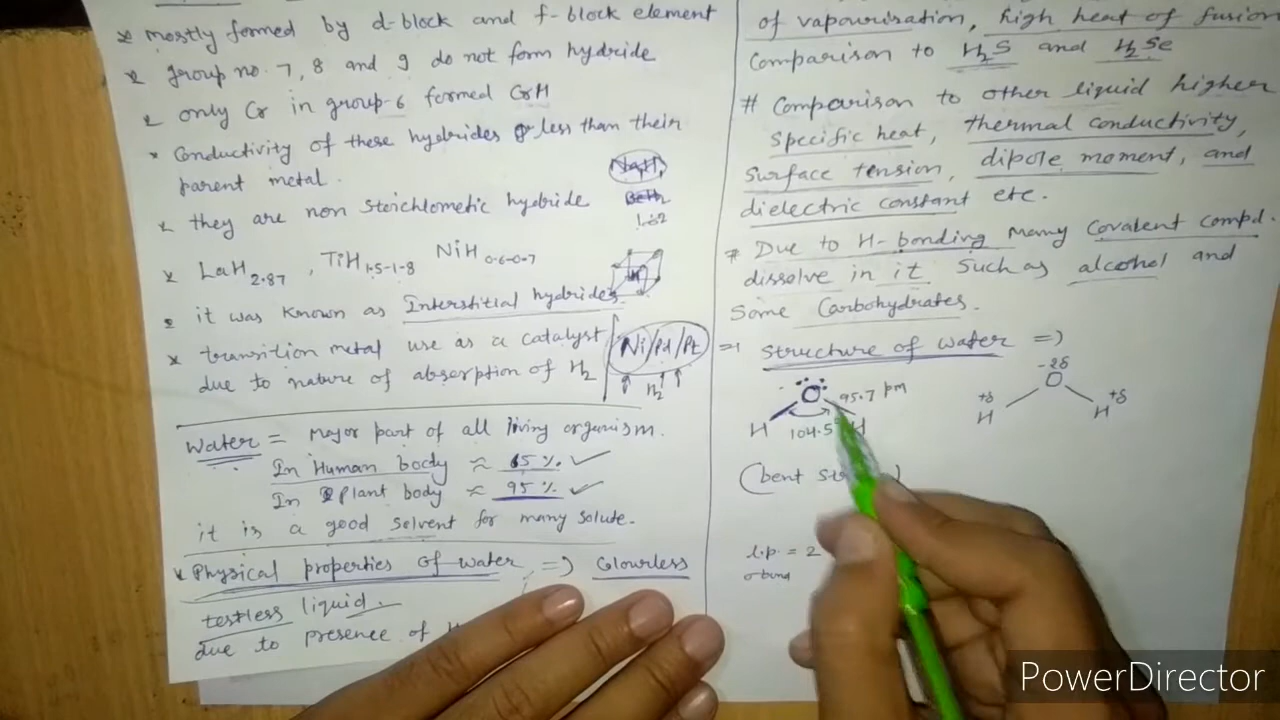 * mostly formed by d-block and f-block element
* group no. 7, 8 and 9 do not form hydride
* only Cr in group-6 formed CrH
* Conductivity of these hybrides less than their
parent metal.
* they are non stoichlometic hybride
NaH,
BeH2
* LaH2.87 , TiH1.5-1.8 NiH0.6-0.7
* it was known as Interstitial hybrides
* transition metal use as a catalyst
due to nature of absorption of H2
Ni/Pd/Pt
H2
Water = Major part of all living organism.
In Human body ≈ 65 %. ✓
In Plant body ≈ 95 % ✓
it is a good solvent for many solute.
* Physical properties of water => Colourless
testless liquid.
due to presence of
of vapourisation, high heat of fusion
Comparison to H2S and H2Se
# Comparison to other liquid higher
specific heat, thermal conductivity,
surface tension, dipole moment, and
dielectric constant etc.
# Due to H-bonding many Covalent compd.
dissolve in it such as alcohol and
Some Carbohydrates.
=> Structure of water =>
O 95.7 pm
H 104.5° H
-2δ
O
+δ +δ
H H
(bent
l.p. = 2
PowerDirector